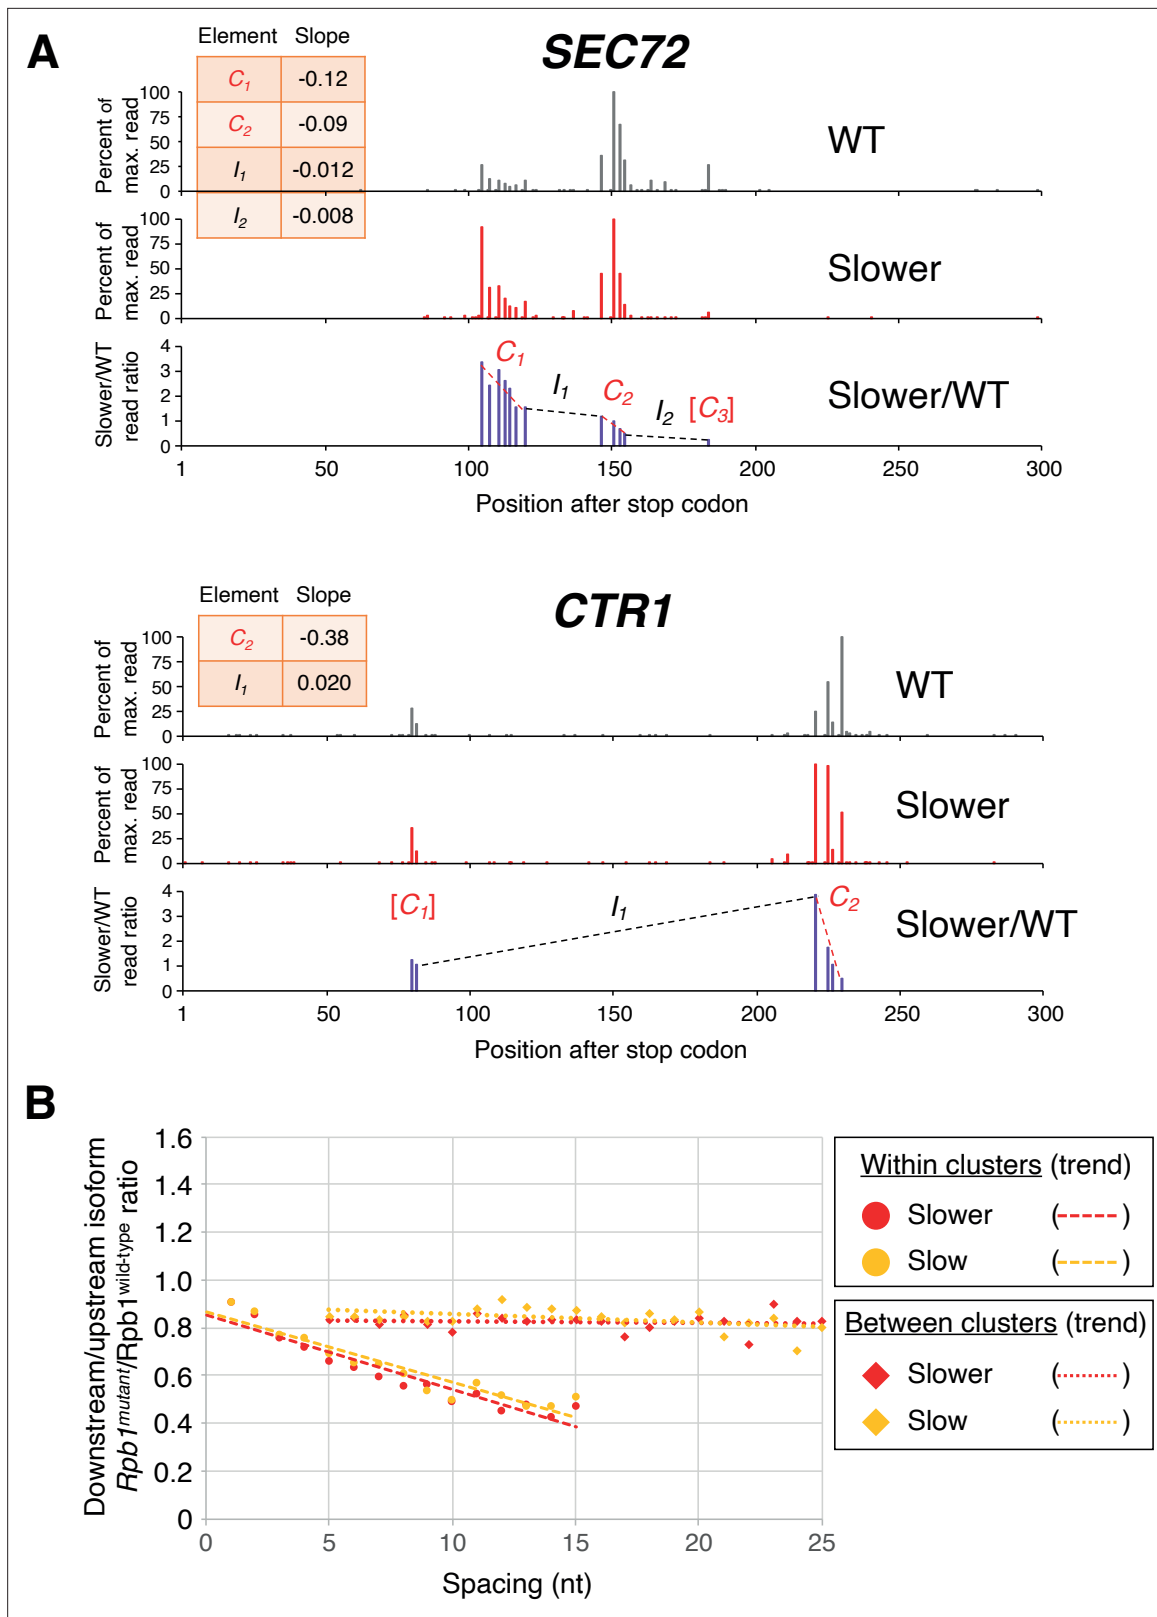 A
SEC72
Element Slope
C1 -0.12
C2 -0.09
I1 -0.012
I2 -0.008
Percent of
max. read
100
75
50
25
0
WT
Percent of
max. read
100
75
50
25
0
Slower
Slower/WT
read ratio
4
3
2
1
0
C1
I1
C2
I2
[C3]
Slower/WT
1 50 100 150 200 250 300
Position after stop codon
CTR1
Element Slope
C2 -0.38
I1 0.020
Percent of
max. read
100
75
50
25
0
WT
Percent of
max. read
100
75
50
25
0
Slower
Slower/WT
read ratio
4
3
2
1
0
[C1]
I1
C2
Slower/WT
1 50 100 150 200 250 300
Position after stop codon
B
Downstream/upstream isoform
Rpb1mutant/Rpb1wild-type ratio
1.6
1.4
1.2
1.0
0.8
0.6
0.4
0.2
0
0 5 10 15 20 25
Spacing (nt)
Within clusters (trend)
Slower ( )
Slow ( )
Between clusters (trend)
Slower ( )
Slow ( )